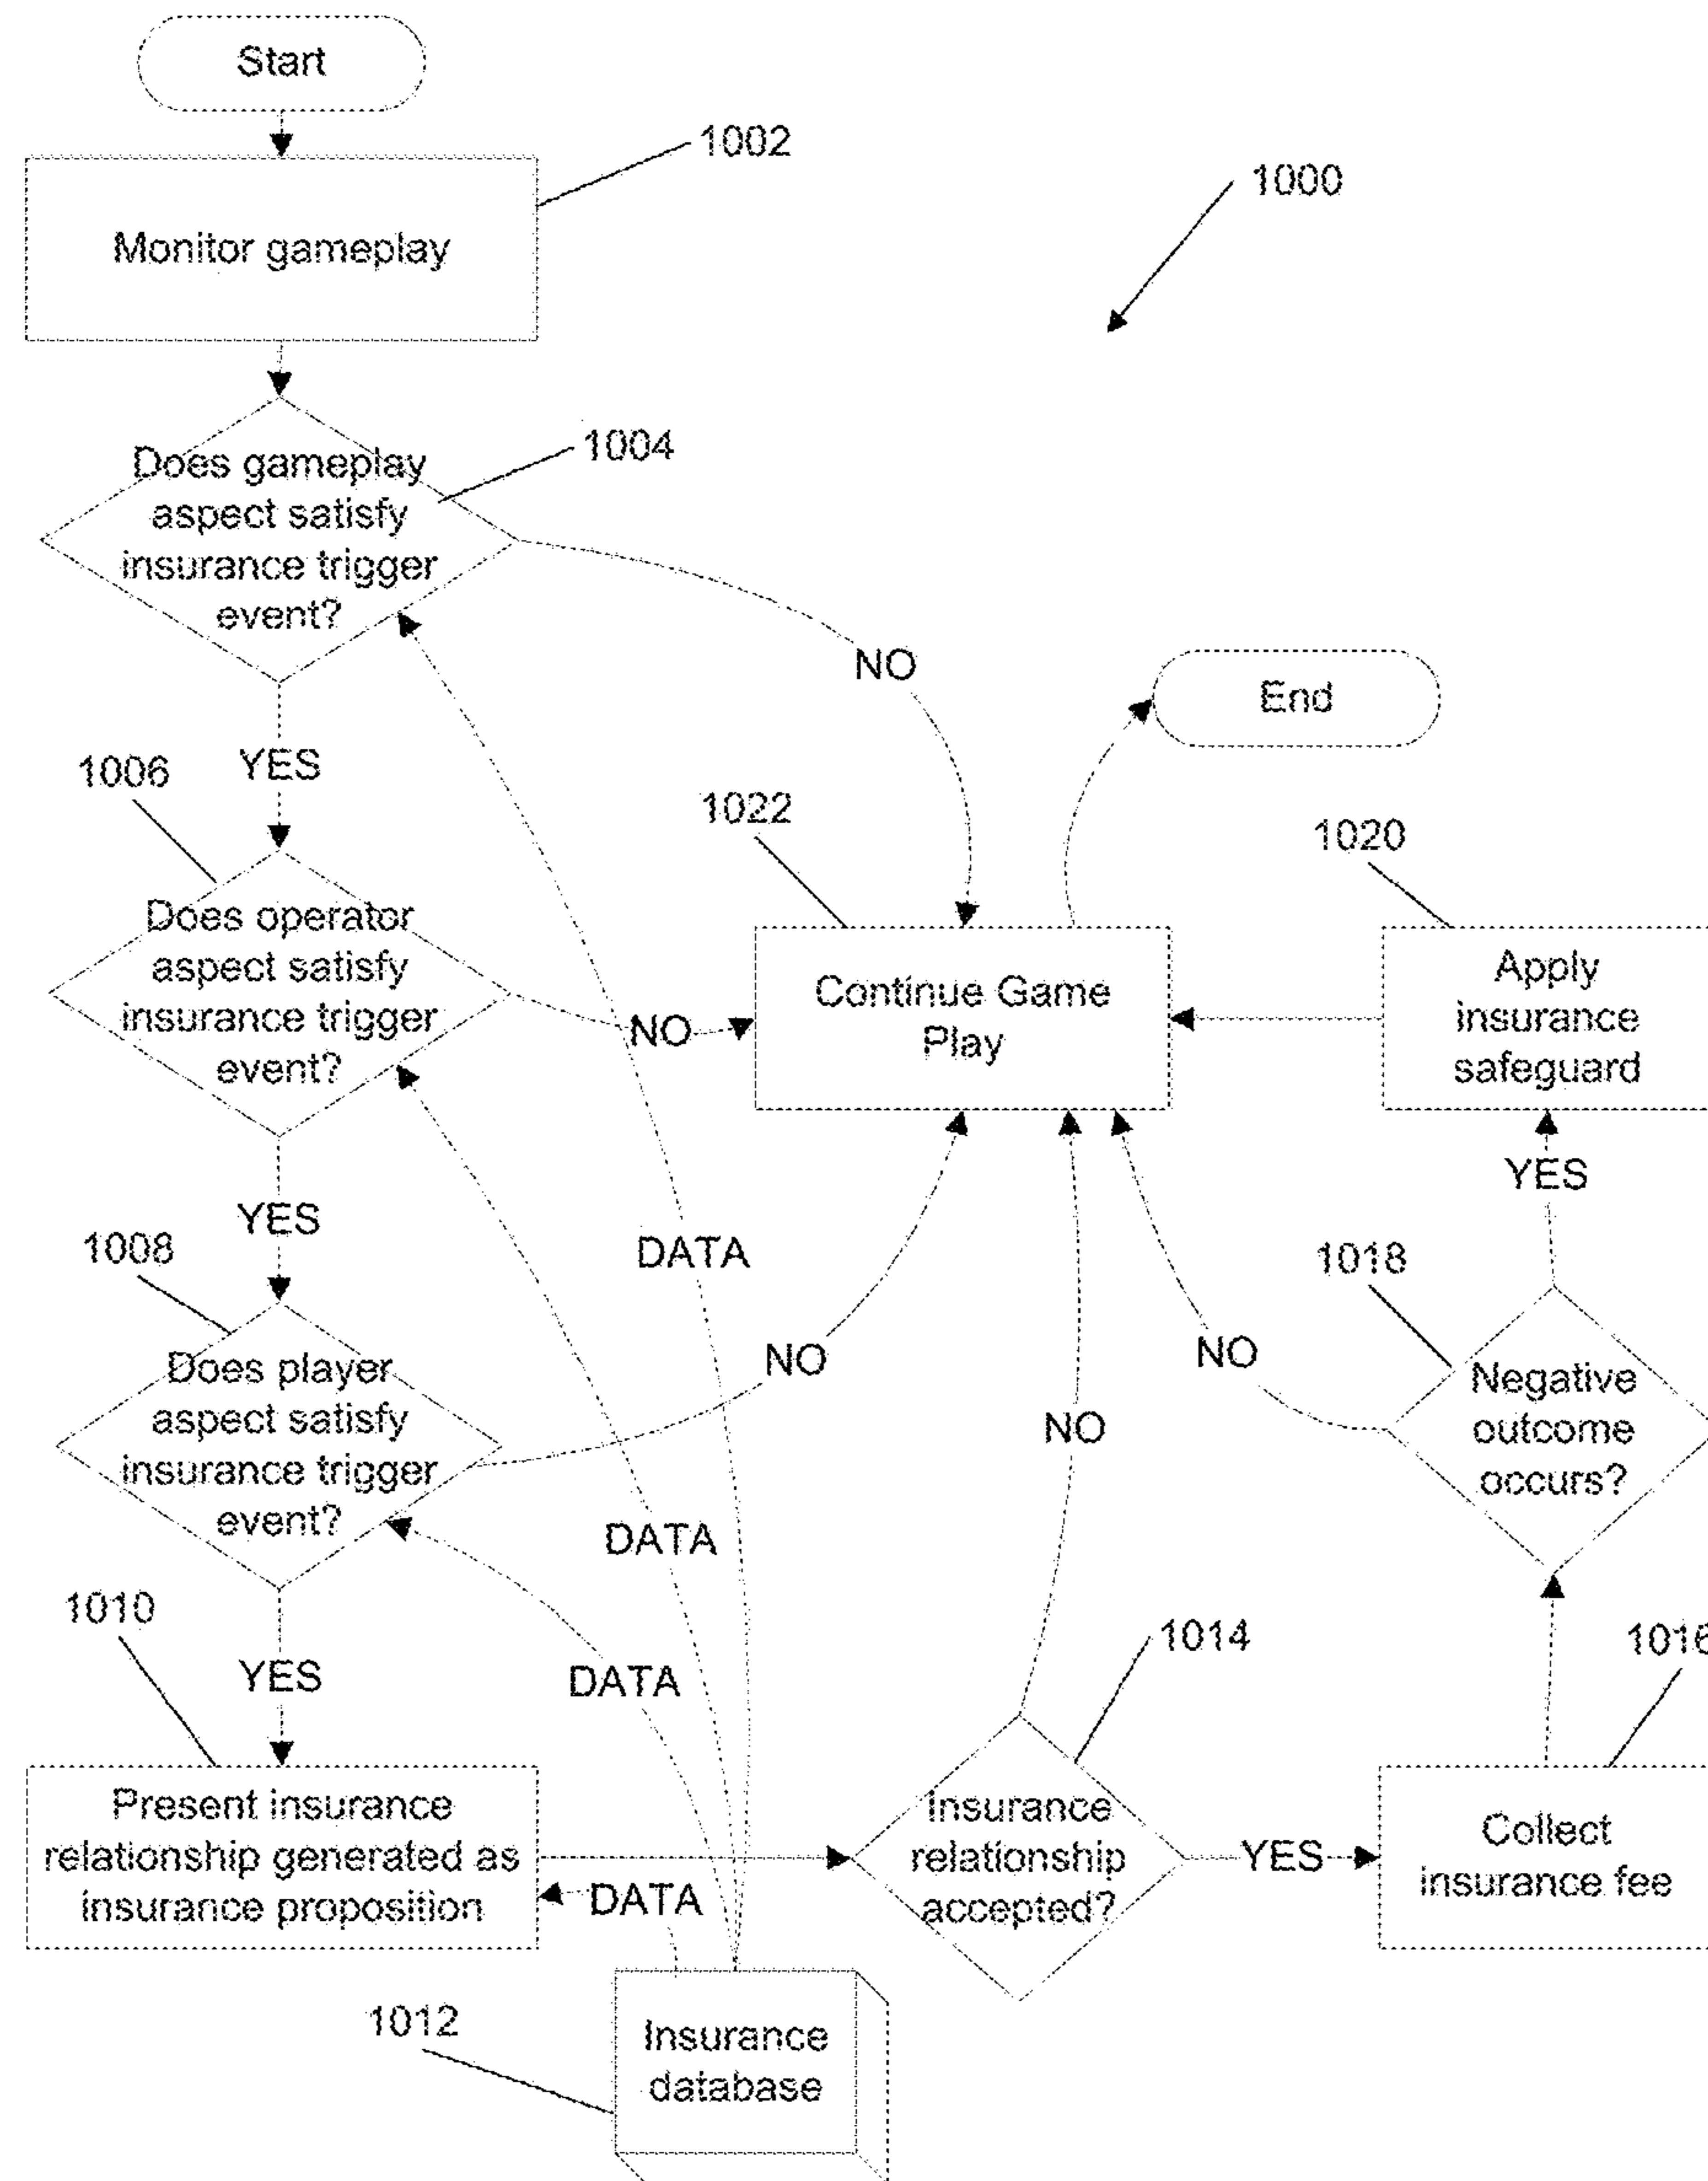 Start
1002
1000
Monitor gameplay
1004
Does gameplay
aspect satisfy
insurance trigger
event?
NO
End
YES
1006
1022
1020
Does operator
aspect satisfy
insurance trigger
event?
NO
Continue Game
Play
Apply
insurance
safeguard
YES
YES
1008
DATA
1018
Does player
aspect satisfy
insurance trigger
event?
NO
NO
NO
Negative
outcome
occurs?
DATA
1010
1014
1016
YES
DATA
Present insurance
relationship generated as
insurance proposition
DATA
Insurance
relationship
accepted?
YES
Collect
insurance fee
1012
Insurance
database